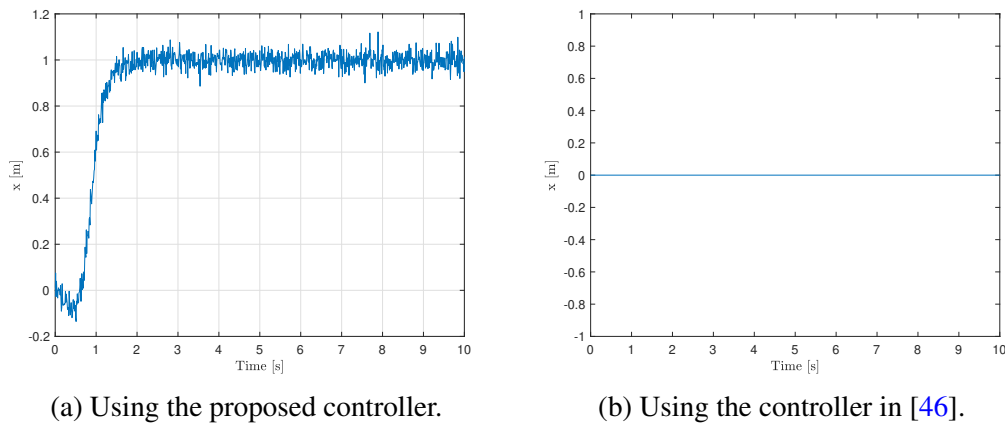 1.2
1
0.8
0.6
0.4
0.2
0
-0.2
x [m]
0 1 2 3 4 5 6 7 8 9 10
Time [s]
(a) Using the proposed controller.
1
0.8
0.6
0.4
0.2
0
-0.2
-0.4
-0.6
-0.8
-1
x [m]
0 1 2 3 4 5 6 7 8 9 10
Time [s]
(b) Using the controller in [46].